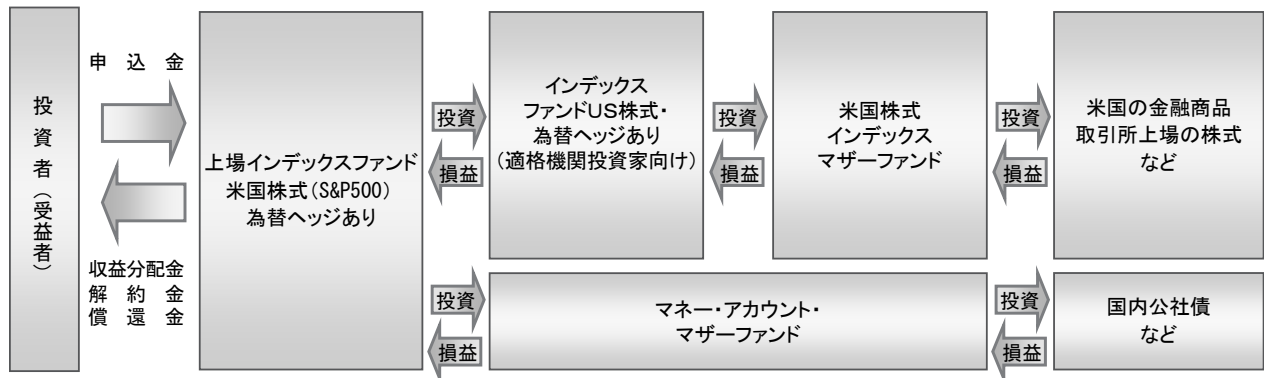 投資者（受益者）
申込金
収益分配金
解約金
償還金
上場インデックスファンド
米国株式（S&P500）
為替ヘッジあり
投資
損益
インデックス
ファンドUS株式・
為替ヘッジあり
（適格機関投資家向け）
投資
損益
米国株式
インデックス
マザーファンド
投資
損益
米国の金融商品
取引所上場の株式
など
投資
損益
マネー・アカウント・
マザーファンド
投資
損益
国内公社債
など